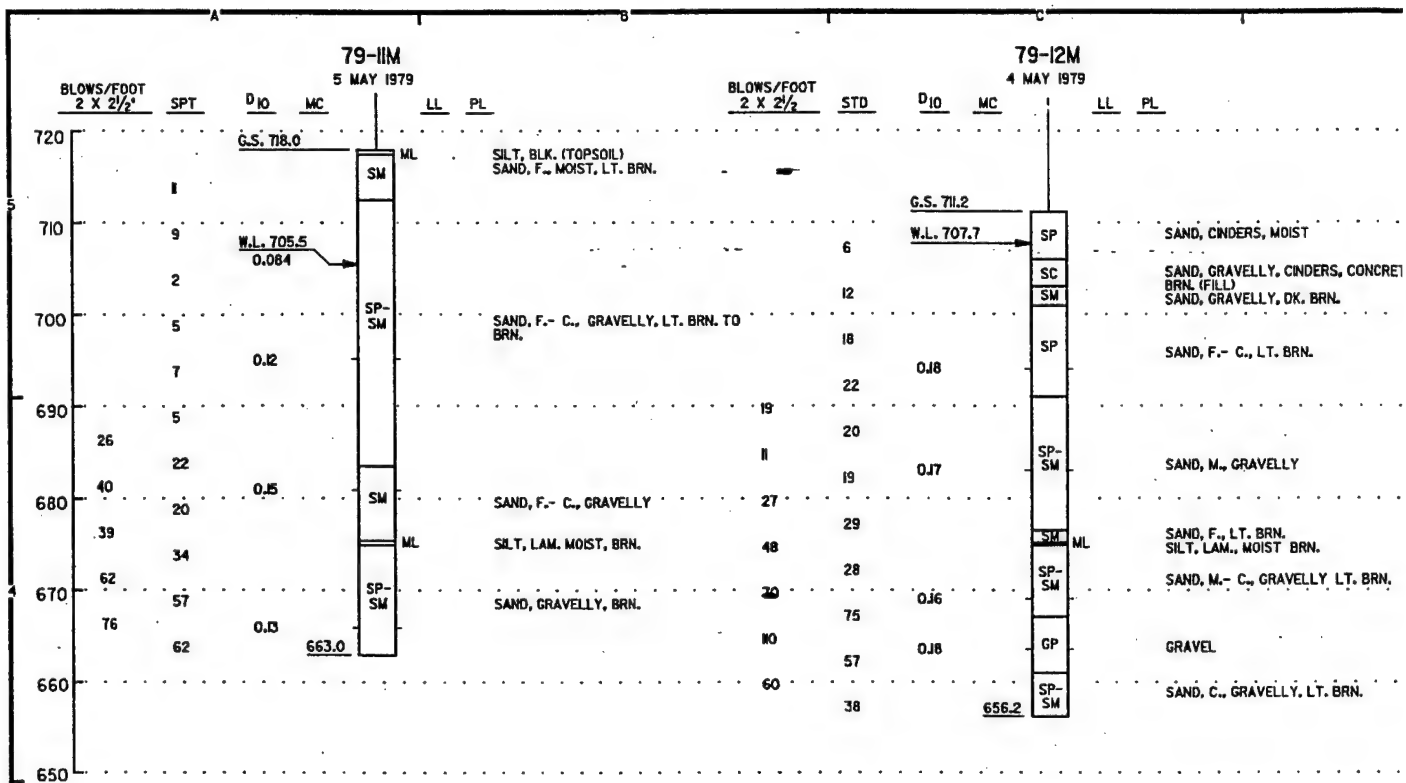 A B C
79-11M
5 MAY 1979
BLOWS/FOOT
2 X 2½"
SPT
D10
MC
LL
PL
79-12M
4 MAY 1979
BLOWS/FOOT
2 X 2½
STD
D10
MC
LL
PL
720
710
700
690
680
670
660
650
5
4
G.S. 718.0
ML
SILT, BLK. (TOPSOIL)
SM
SAND, F., MOIST, LT. BRN.
9
W.L. 705.5
0.084
2
SP-
SM
SAND, F.- C., GRAVELLY, LT. BRN. TO
BRN.
5
7
0.12
5
26
22
40
0.15
SM
SAND, F.- C., GRAVELLY
20
39
ML
SILT, LAM. MOIST, BRN.
34
62
SP-
SM
SAND, GRAVELLY, BRN.
57
76
0.13
62
663.0
G.S. 711.2
SP
SAND, CINDERS, MOIST
W.L. 707.7
6
SC
SAND, GRAVELLY, CINDERS, CONCRET
BRN. (FILL)
12
SM
SAND, GRAVELLY, DK. BRN.
18
SP
SAND, F.- C., LT. BRN.
0.18
22
19
20
11
SP-
SM
SAND, M., GRAVELLY
0.17
19
27
29
SM
SAND, F., LT. BRN.
ML
SILT, LAM., MOIST BRN.
48
28
SP-
SM
SAND, M.- C., GRAVELLY LT. BRN.
70
0.16
75
110
0.18
GP
GRAVEL
57
60
SP-
SM
SAND, C., GRAVELLY, LT. BRN.
38
656.2